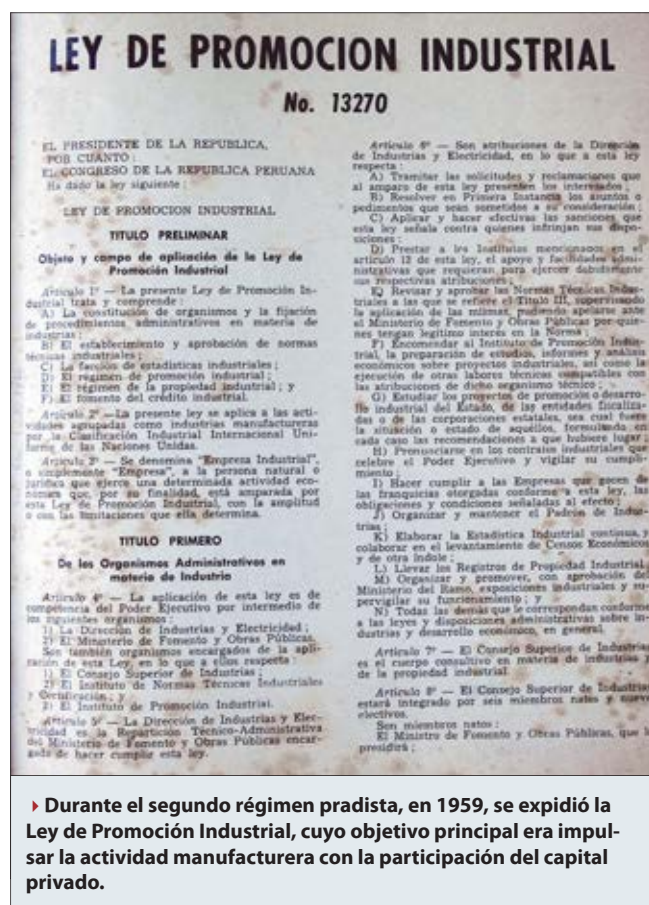 LEY DE PROMOCION INDUSTRIAL
No. 13270
EL PRESIDENTE DE LA REPUBLICA,
POR CUANTO:
EL CONGRESO DE LA REPUBLICA PERUANA
Ha dado la ley siguiente:
LEY DE PROMOCION INDUSTRIAL
TITULO PRELIMINAR
Objeto y campo de aplicación de la Ley de
Promoción Industrial
Artículo 1º — La presente Ley de Promoción In-
dustrial trata y comprende:
A) La constitución de organismos y la fijación
de procedimientos administrativos en materia de
industrias;
B) El establecimiento y aprobación de normas
técnicas industriales;
C) La facción de estadísticas industriales;
D) El régimen de promoción industrial;
E) El régimen de la propiedad industrial; y
F) El fomento del crédito industrial.
Artículo 2º —La presente ley se aplica a las acti-
vidades agrupadas como industrias manufactureras
por la Clasificación Industrial Internacional Uni-
forme de las Naciones Unidas.
Artículo 3º — Se denomina "Empresa Industrial",
o simplemente "Empresa", a la persona natural o
jurídica que ejerce una determinada actividad eco-
nómica que, por su finalidad, está amparada por
esta Ley de Promoción Industrial, con la amplitud
o con las limitaciones que ella determina.
TITULO PRIMERO
De los Organismos Administrativos en
materia de Industria
Artículo 4º — La aplicación de esta ley es de
competencia del Poder Ejecutivo por intermedio de
los siguientes organismos:
1) La Dirección de Industrias y Electricidad;
2) El Ministerio de Fomento y Obras Públicas.
Son también organismos encargados de la apli-
cación de esta Ley, en lo que a ellos respecta:
1) El Consejo Superior de Industrias;
2) El Instituto de Normas Técnicas Industriales
y Certificación; y
3) El Instituto de Promoción Industrial.
Artículo 5º — La Dirección de Industrias y Elec-
tricidad es la Repartición Técnico-Administrativa
del Ministerio de Fomento y Obras Públicas encar-
gada de hacer cumplir esta ley.
Artículo 6º — Son atribuciones de la Dirección
de Industrias y Electricidad, en lo que a esta ley
respecta:
A) Tramitar las solicitudes y reclamaciones que
al amparo de esta ley presenten los interesados;
B) Resolver en Primera Instancia los asuntos o
pedimentos que sean sometidos a su consideración;
C) Aplicar y hacer efectivas las sanciones que
esta ley señala contra quienes infrinjan sus dispo-
siciones:
D) Prestar a los Institutos mencionados en el
artículo 12 de esta ley, el apoyo y facilidades admi-
nistrativas que requieran para ejercer debidamente
sus respectivas atribuciones;
E) Revisar y aprobar las Normas Técnicas Indus-
triales a las que se refiere el Título III, supervisando
la aplicación de las mismas, pudiendo apelarse ante
el Ministerio de Fomento y Obras Públicas por quie-
nes tengan legítimo interés en la Norma;
F) Encomendar al Instituto de Promoción Indus-
trial, la preparación de estudios, informes y análisis
económicos sobre proyectos industriales, así como la
ejecución de otras labores técnicas compatibles con
las atribuciones de dicho organismo técnico;
G) Estudiar los proyectos de promoción o desarro-
llo industrial del Estado, de las entidades fiscaliza-
das o de las corporaciones estatales, sea cual fuere
la situación o estado de aquéllos, formulando en
cada caso las recomendaciones a que hubiere lugar;
H) Pronunciarse en los contratos industriales que
celebre el Poder Ejecutivo y vigilar su cumpli-
miento;
I) Hacer cumplir a las Empresas que gocen de
las franquicias otorgadas conforme a esta ley, las
obligaciones y condiciones señaladas al efecto;
J) Organizar y mantener el Padrón de Indus-
trias;
K) Elaborar la Estadística Industrial continua, y
colaborar en el levantamiento de Censos Económicos
y de otra índole;
L) Llevar los Registros de Propiedad Industrial;
M) Organizar y promover, con aprobación del
Ministerio del Ramo, exposiciones industriales y su-
pervigilar su funcionamiento; y
N) Todas las demás que le correspondan conforme
a las leyes y disposiciones administrativas sobre in-
dustrias y desarrollo económico, en general.
Artículo 7º — El Consejo Superior de Industrias
es el cuerpo consultivo en materia de industrias y
de la propiedad industrial.
Artículo 8º — El Consejo Superior de Industrias
estará integrado por seis miembros natos y nueve
electivos.
Son miembros natos:
El Ministro de Fomento y Obras Públicas, que lo
presidirá;
Durante el segundo régimen pradista, en 1959, se expidió la
Ley de Promoción Industrial, cuyo objetivo principal era impul-
sar la actividad manufacturera con la participación del capital
privado.